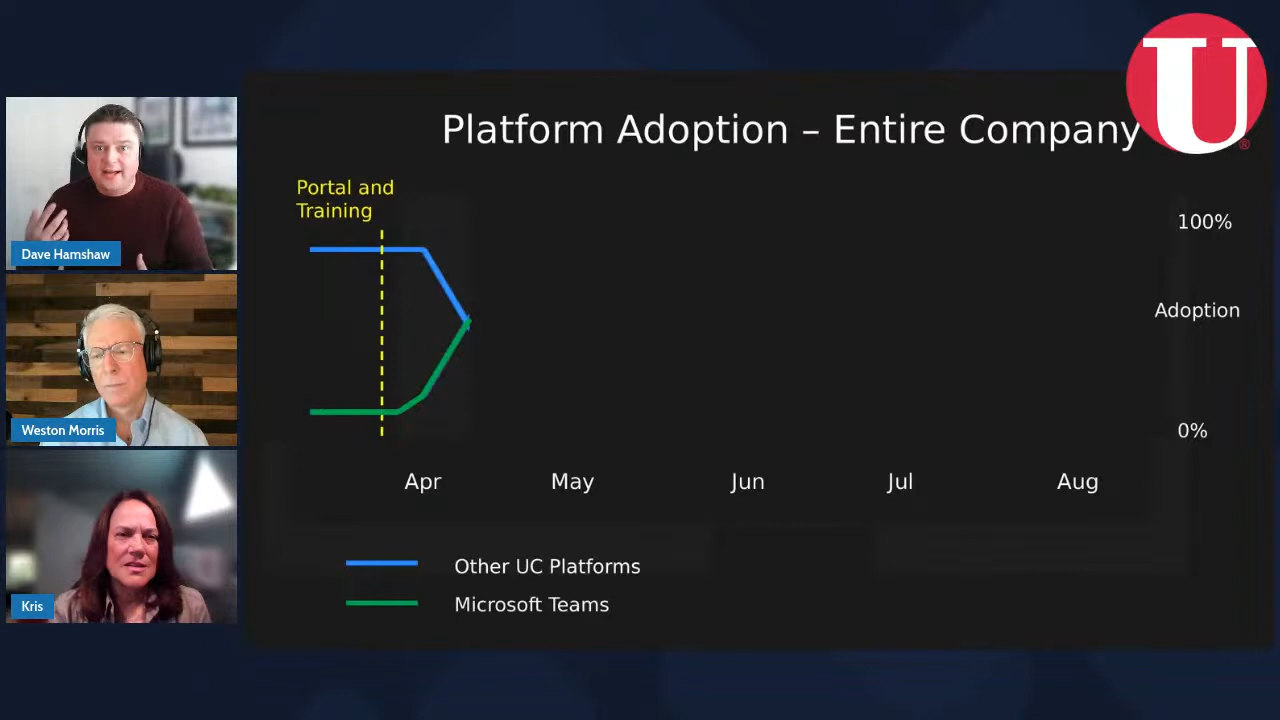 Platform Adoption – Entire Company
U
®
Portal and
Training
100%
Adoption
0%
Apr May Jun Jul Aug
Other UC Platforms
Microsoft Teams
Dave Hamshaw
Weston Morris
Kris